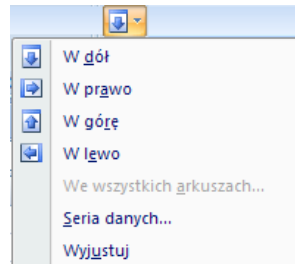 W dół
W prawo
W górę
W lewo
We wszystkich arkuszach...
Seria danych...
Wyjustuj